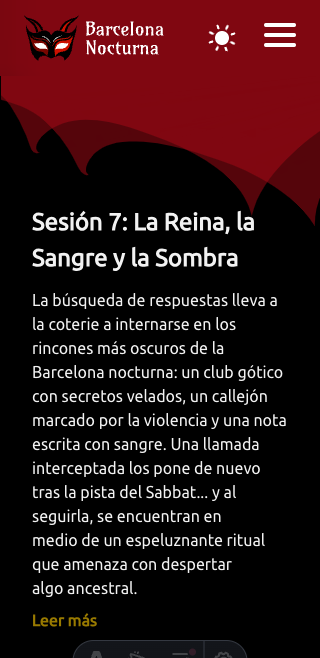 Barcelona
Nocturna
Sesión 7: La Reina, la
Sangre y la Sombra
La búsqueda de respuestas lleva a
la coterie a internarse en los
rincones más oscuros de la
Barcelona nocturna: un club gótico
con secretos velados, un callejón
marcado por la violencia y una nota
escrita con sangre. Una llamada
interceptada los pone de nuevo
tras la pista del Sabbat... y al
seguirla, se encuentran en
medio de un espeluznante ritual
que amenaza con despertar
algo ancestral.
Leer más